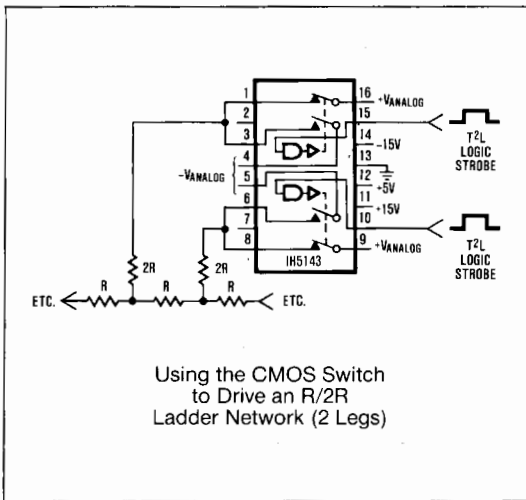 1
2
3
4
5
6
7
8
-VANALOG
IH5143
16 +VANALOG
15
14 -15V
13
12 +5V
11 +15V
10
9 +VANALOG
T²L
LOGIC
STROBE
T²L
LOGIC
STROBE
2R
2R
ETC.
R
R
R
ETC.
Using the CMOS Switch
to Drive an R/2R
Ladder Network (2 Legs)